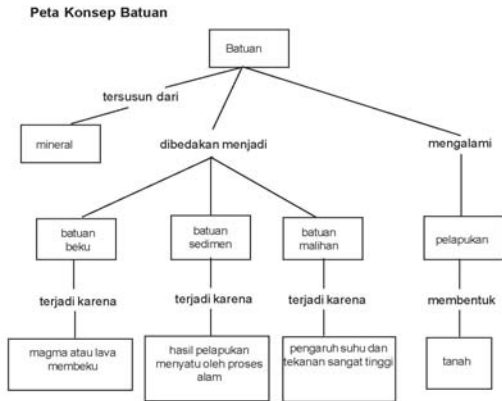 Peta Konsep Batuan
Batuan
tersusun dari
mineral
dibedakan menjadi
mengalami
batuan
beku
batuan
sedimen
batuan
malihan
pelapukan
terjadi karena
terjadi karena
terjadi karena
membentuk
magma atau lava
membeku
hasil pelapukan
menyatu oleh proses
alam
pengaruh suhu dan
tekanan sangat tinggi
tanah